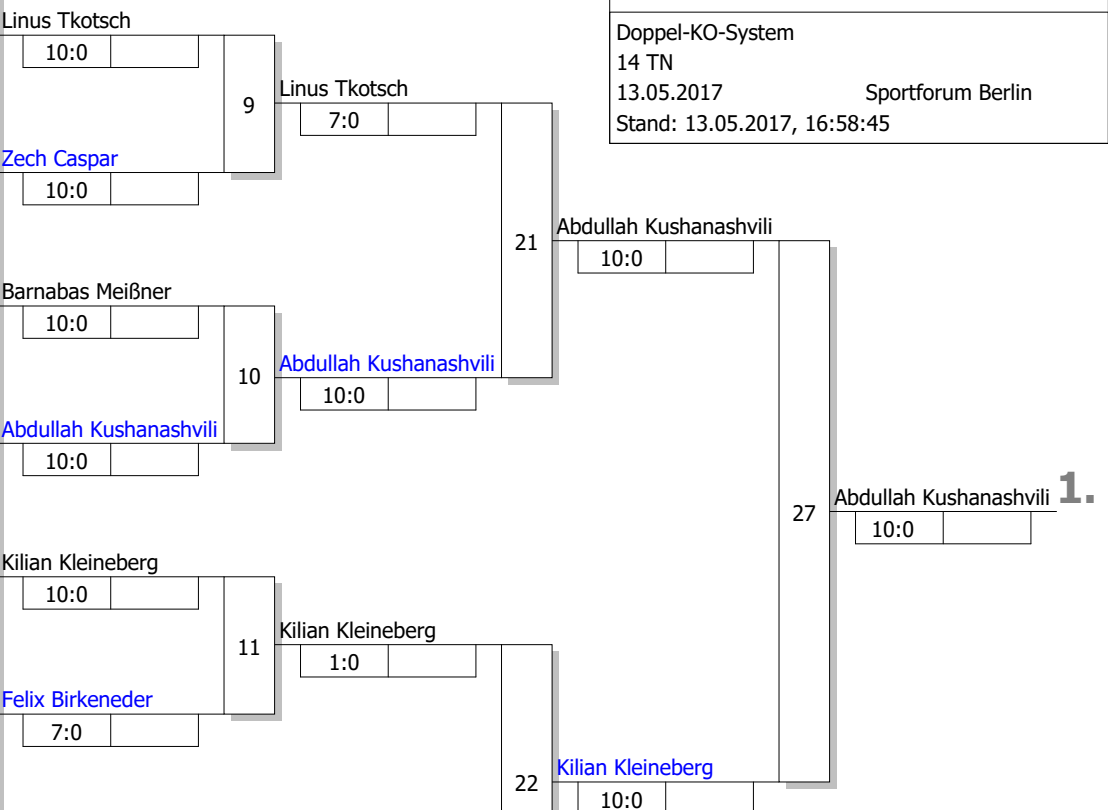 Linus Tkotsch
10:0
Zech Caspar
10:0
9
Linus Tkotsch
7:0
Barnabas Meißner
10:0
Abdullah Kushanashvili
10:0
10
Abdullah Kushanashvili
10:0
21
Abdullah Kushanashvili
10:0
Kilian Kleineberg
10:0
Felix Birkeneder
7:0
11
Kilian Kleineberg
1:0
22
Kilian Kleineberg
10:0
27
Abdullah Kushanashvili 1.
10:0
Doppel-KO-System
14 TN
13.05.2017 Sportforum Berlin
Stand: 13.05.2017, 16:58:45